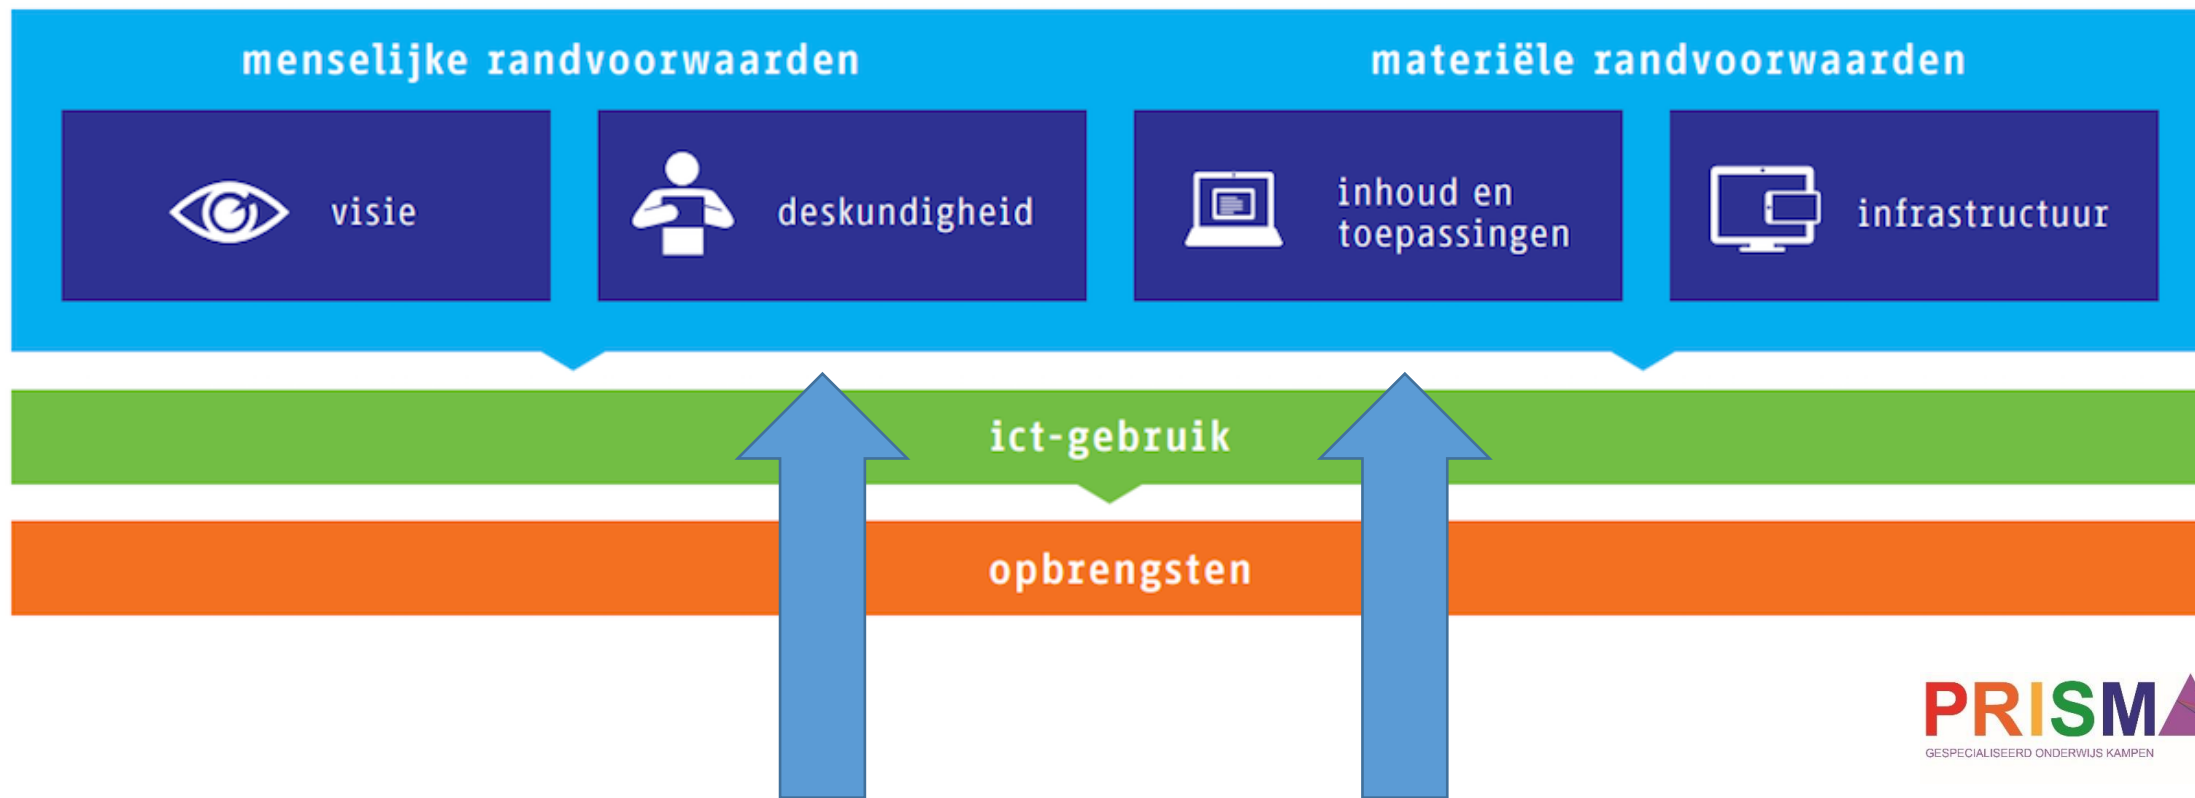 menselijke randvoorwaarden
materiële randvoorwaarden
visie
deskundigheid
inhoud en
toepassingen
infrastructuur
ict-gebruik
opbrengsten
PRISMA
GESPECIALISEERD ONDERWIJS KAMPEN